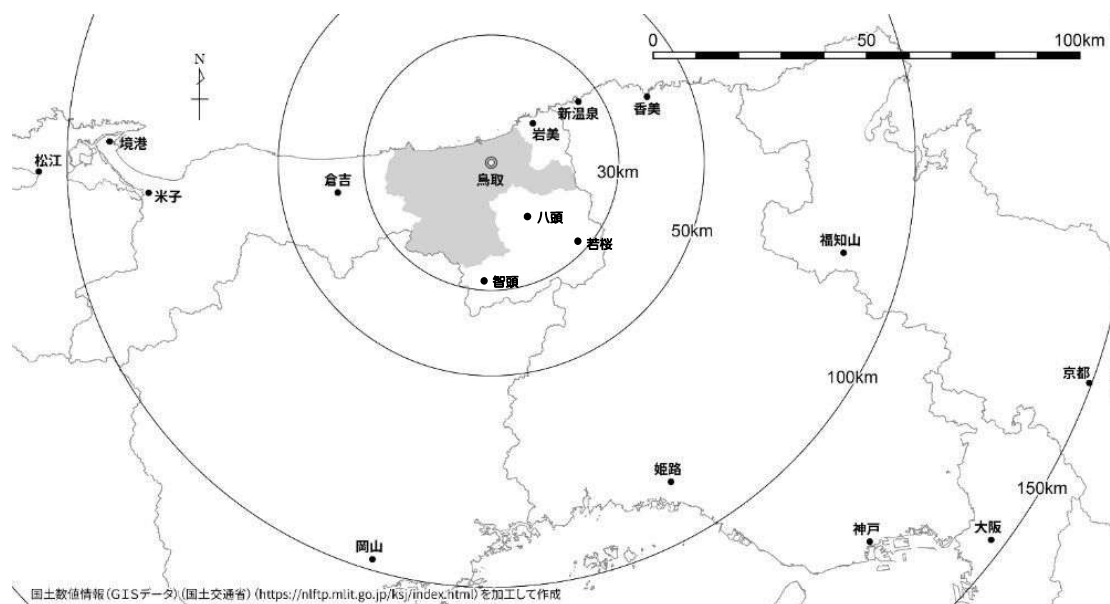 0 50 100km
N
新温泉
香美
岩美
境港
松江
鳥取
30km
米子
倉吉
八頭
50km
若桜
福知山
智頭
京都
100km
姫路
150km
神戸
大阪
岡山
国土数値情報(GISデータ)(国土交通省)(https://nlftp.mlit.go.jp/ksj/index.html)を加工して作成